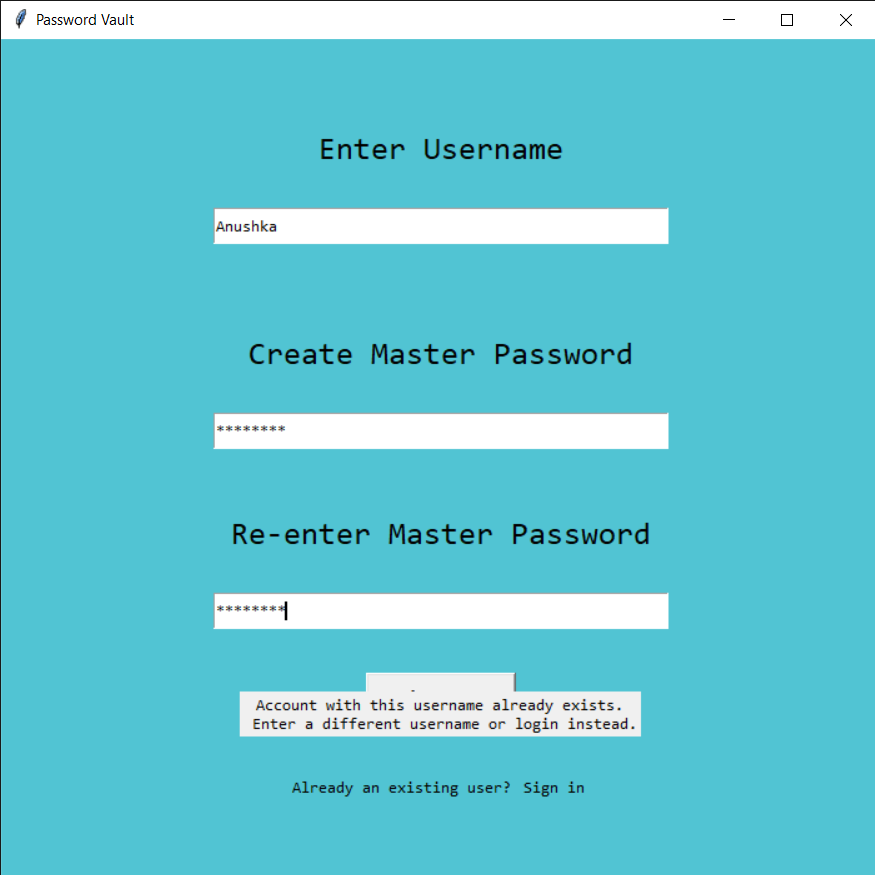 Password Vault
Enter Username
Anushka
Create Master Password
********
Re-enter Master Password
********
Account with this username already exists.
Enter a different username or login instead.
Already an existing user? Sign in